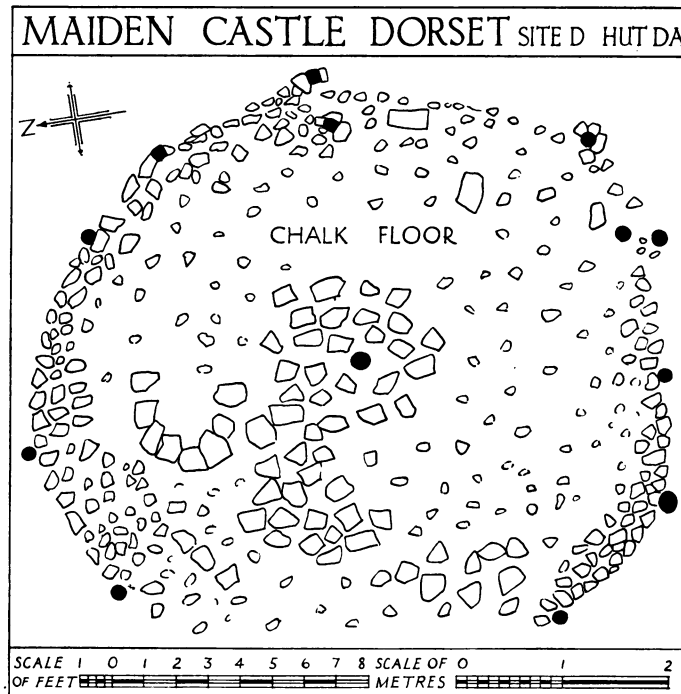 MAIDEN CASTLE DORSET SITE D HUT DA
N
CHALK FLOOR
SCALE OF FEET 1 0 1 2 3 4 5 6 7 8
SCALE OF METRES 0 1 2